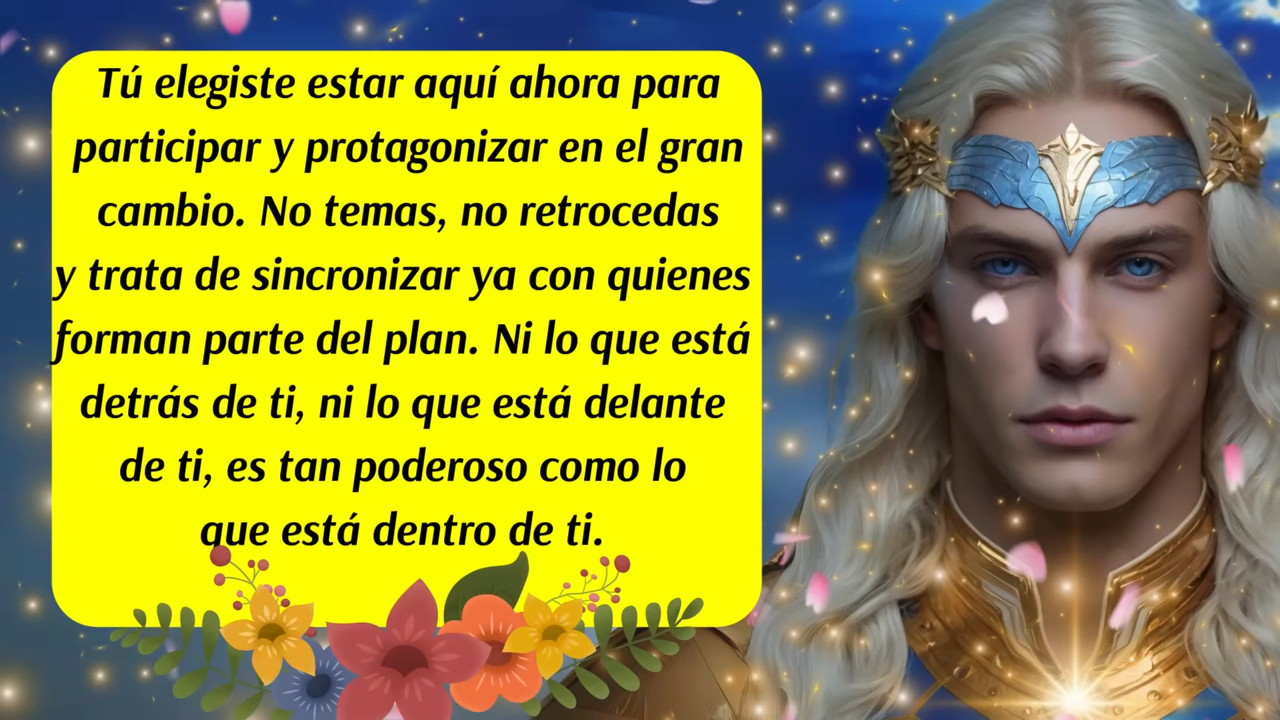 Tú elegiste estar aquí ahora para
participar y protagonizar en el gran
cambio. No temas, no retrocedas
y trata de sincronizar ya con quienes
forman parte del plan. Ni lo que está
detrás de ti, ni lo que está delante
de ti, es tan poderoso como lo
que está dentro de ti.